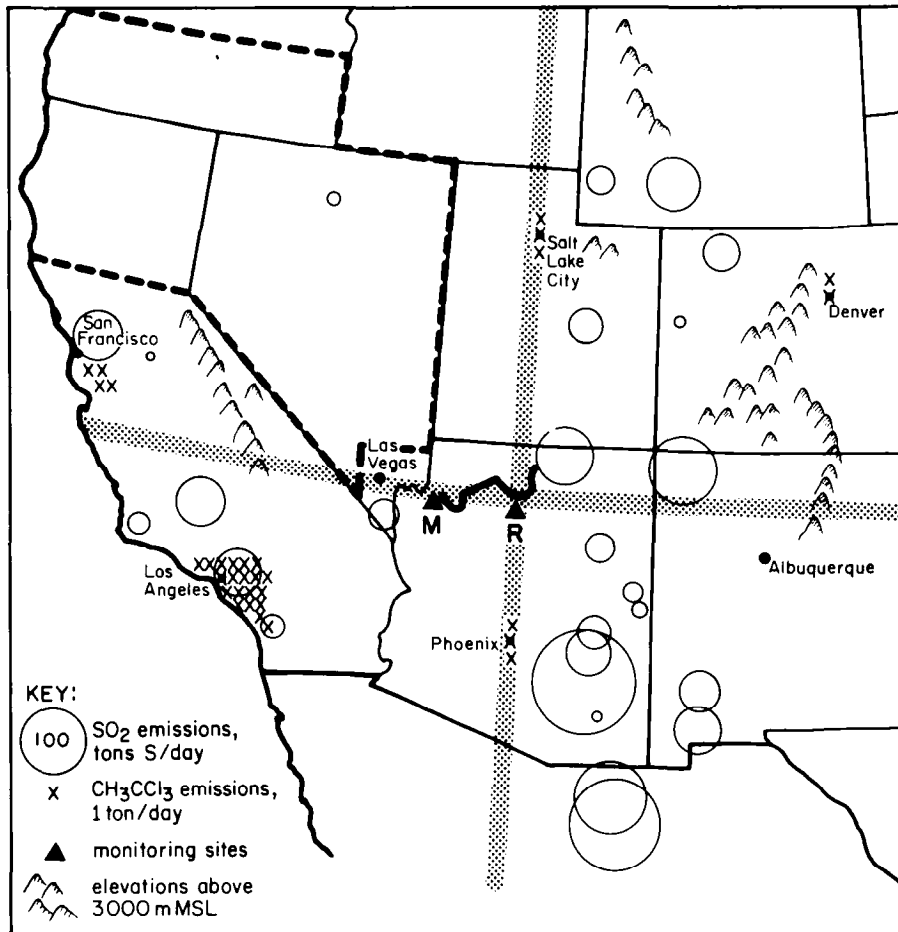 Salt
Lake
City
Denver
San
Francisco
Las
Vegas
M
R
Albuquerque
Los
Angeles
Phoenix
KEY:
100
SO₂ emissions,
tons S/day
x CH₃CCl₃ emissions,
1 ton/day
monitoring sites
elevations above
3000 m MSL